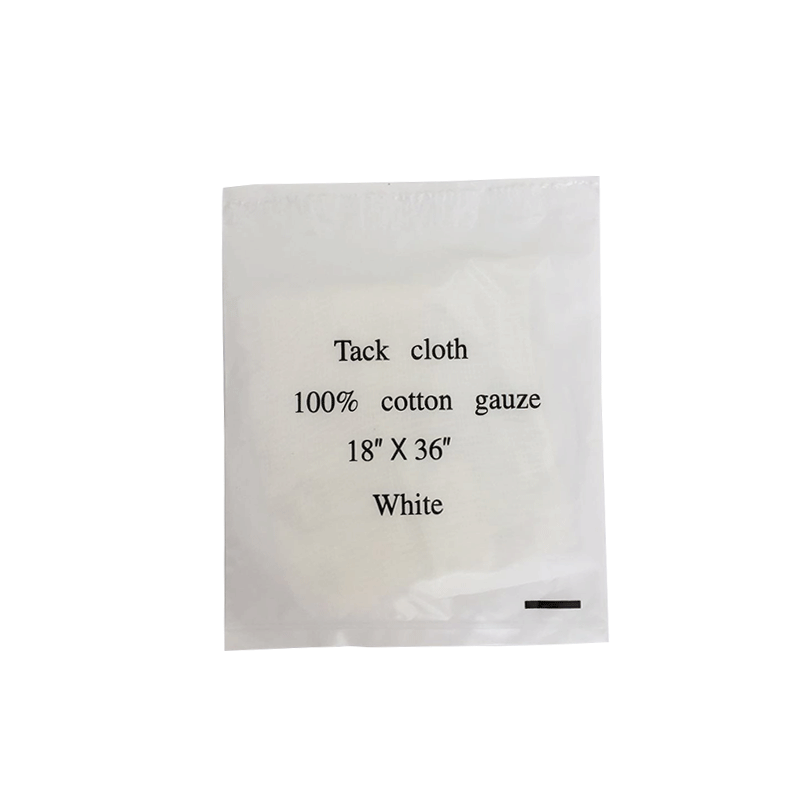 Tack cloth
100% cotton gauze
18" X 36"
White